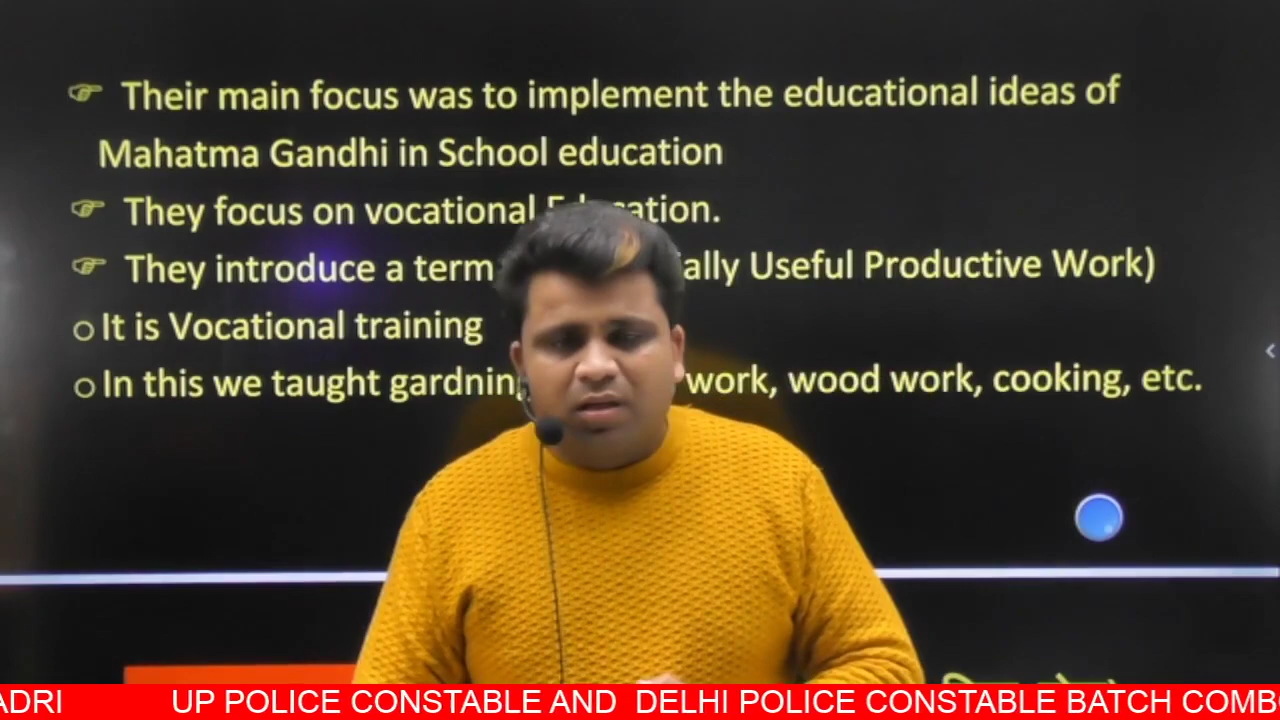 ☞ Their main focus was to implement the educational ideas of
Mahatma Gandhi in School education
☞ They focus on vocational
☞ They introduce a term Useful Productive Work)
o It is Vocational training
o In this we taught work, wood work, cooking, etc.
ADRI UP POLICE CONSTABLE AND DELHI POLICE CONSTABLE BATCH COMB